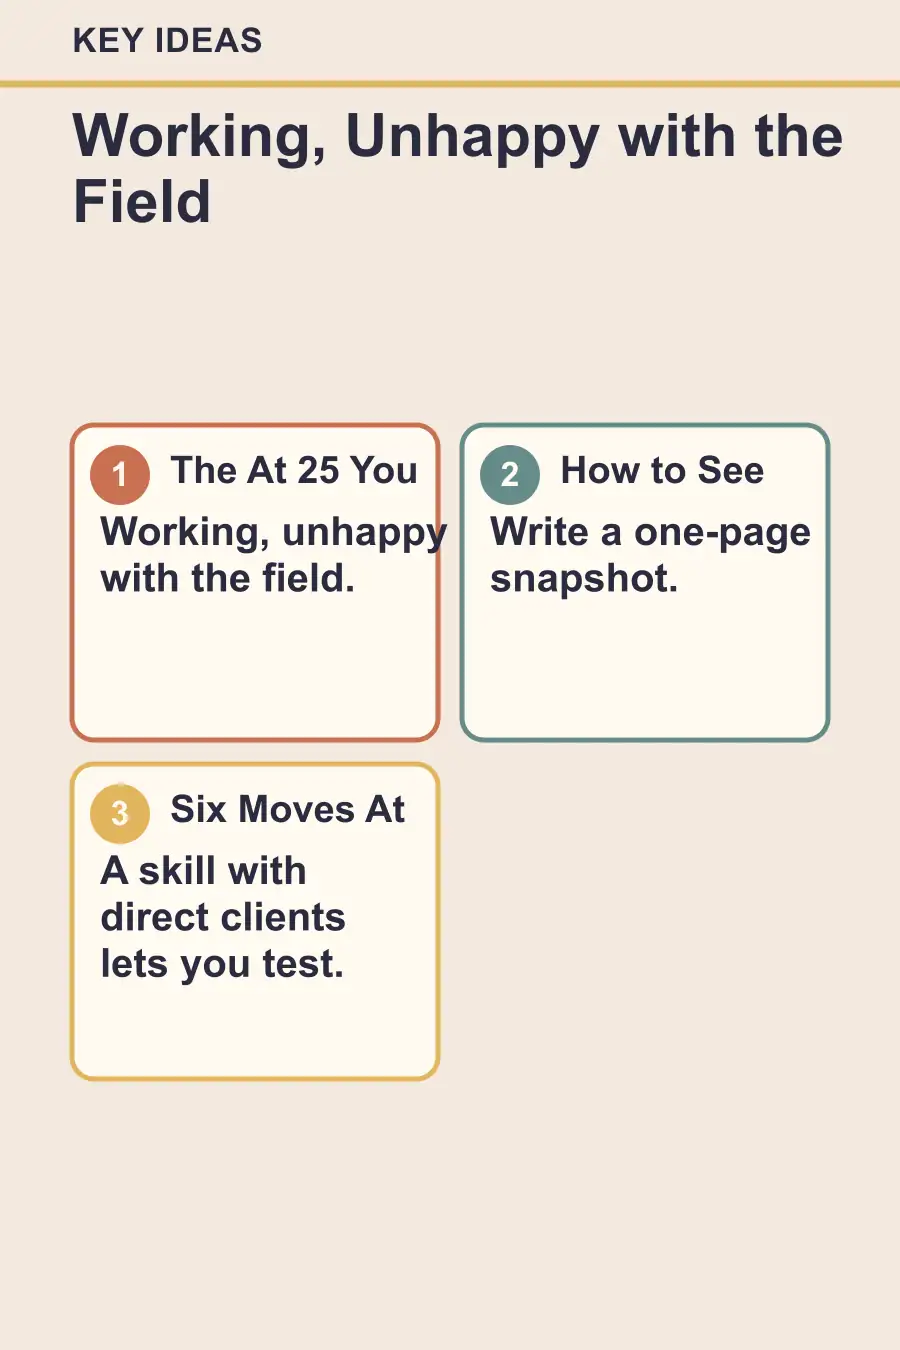 KEY IDEAS
Working, Unhappy with the
Field
1 The At 25 You
Working, unhappy
with the field.
2 How to See
Write a one-page
snapshot.
3 Six Moves At
A skill with
direct clients
lets you test.